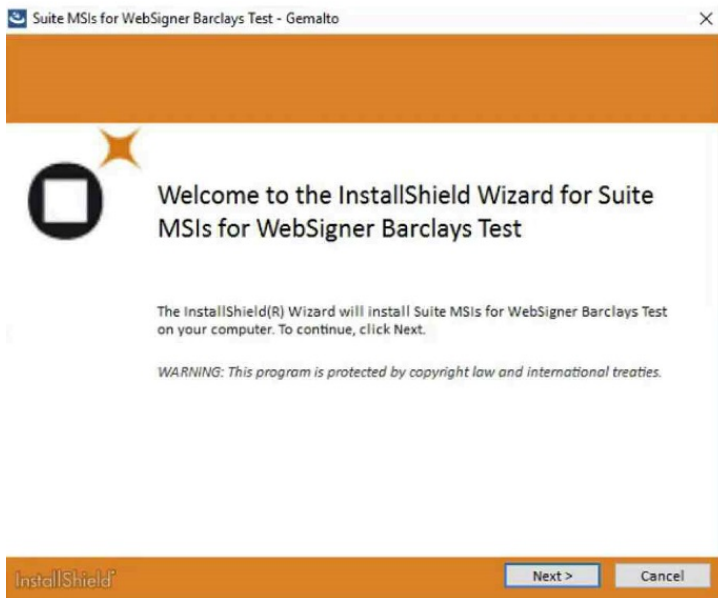 Suite MSIs for WebSigner Barclays Test - Gemalto
Welcome to the InstallShield Wizard for Suite
MSIs for WebSigner Barclays Test
The InstallShield(R) Wizard will install Suite MSIs for WebSigner Barclays Test
on your computer. To continue, click Next.
WARNING: This program is protected by copyright law and international treaties.
InstallShield
Next >
Cancel